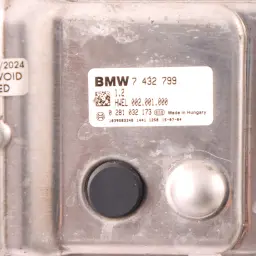 /2024
VOID
ED
BMW 7 432 799
1.2
HWEL 002.001.000
0 281 032 173
Made in Hungary